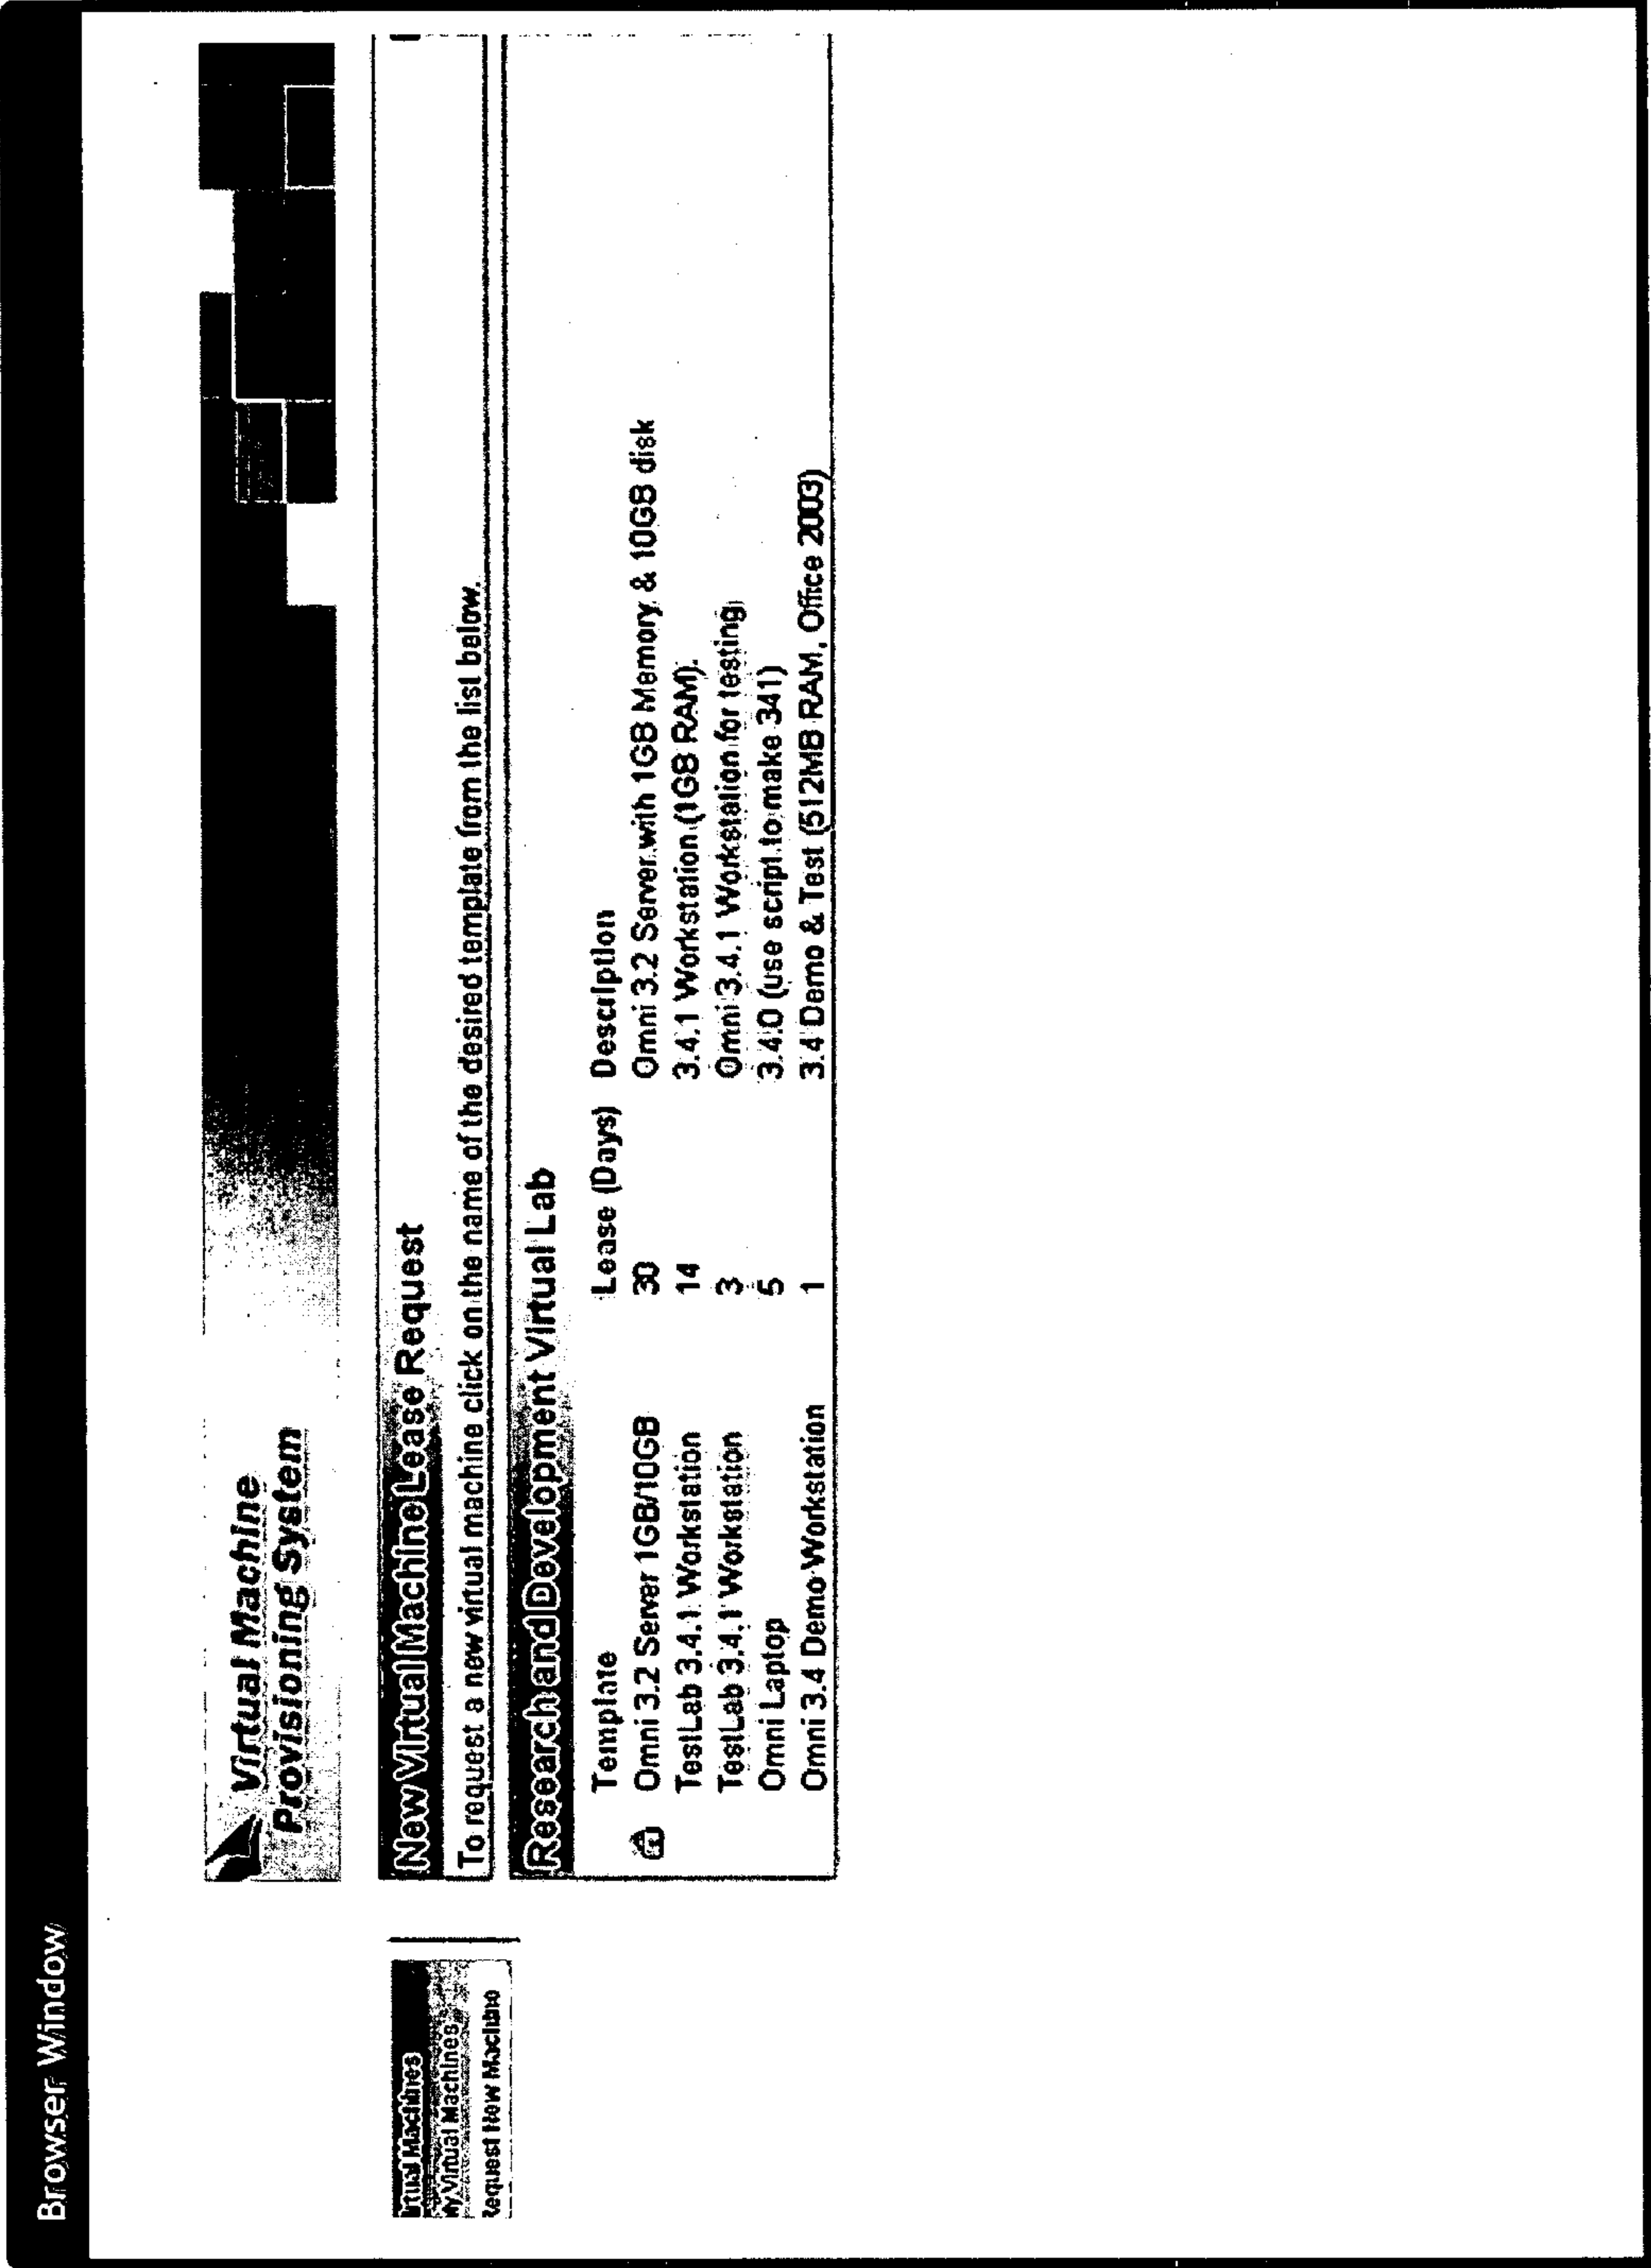 Browser Window
Virtual Machine
Provisioning System
Virtual Machines
My Virtual Machines
Request New Machine
New Virtual Machine Lease Request
To request a new virtual machine click on the name of the desired template from the list below.
Research and Development Virtual Lab
Template Lease (Days) Description
Omni 3.2 Server 1GB/10GB 30 Omni 3.2 Server with 1GB Memory & 10GB disk
TestLab 3.4.1 Workstation 14 3.4.1 Workstation (1GB RAM).
TestLab 3.4.1 Workstation 3 Omni 3.4.1 Workstation for testing
Omni Laptop 5 3.4.0 (use script to make 341)
Omni 3.4 Demo Workstation 1 3.4 Demo & Test (512MB RAM, Office 2003)